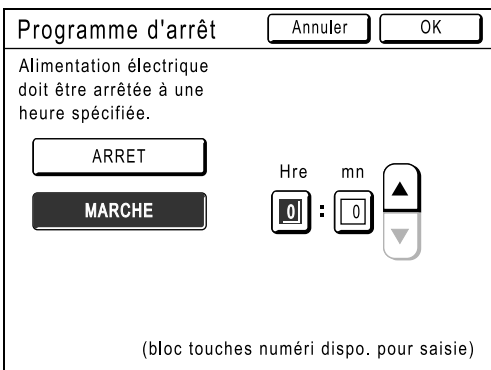 Programme d'arrêt
Annuler
OK
Alimentation électrique
doit être arrêtée à une
heure spécifiée.
ARRET
MARCHE
Hre mn
0 : 0
(bloc touches numéri dispo. pour saisie)